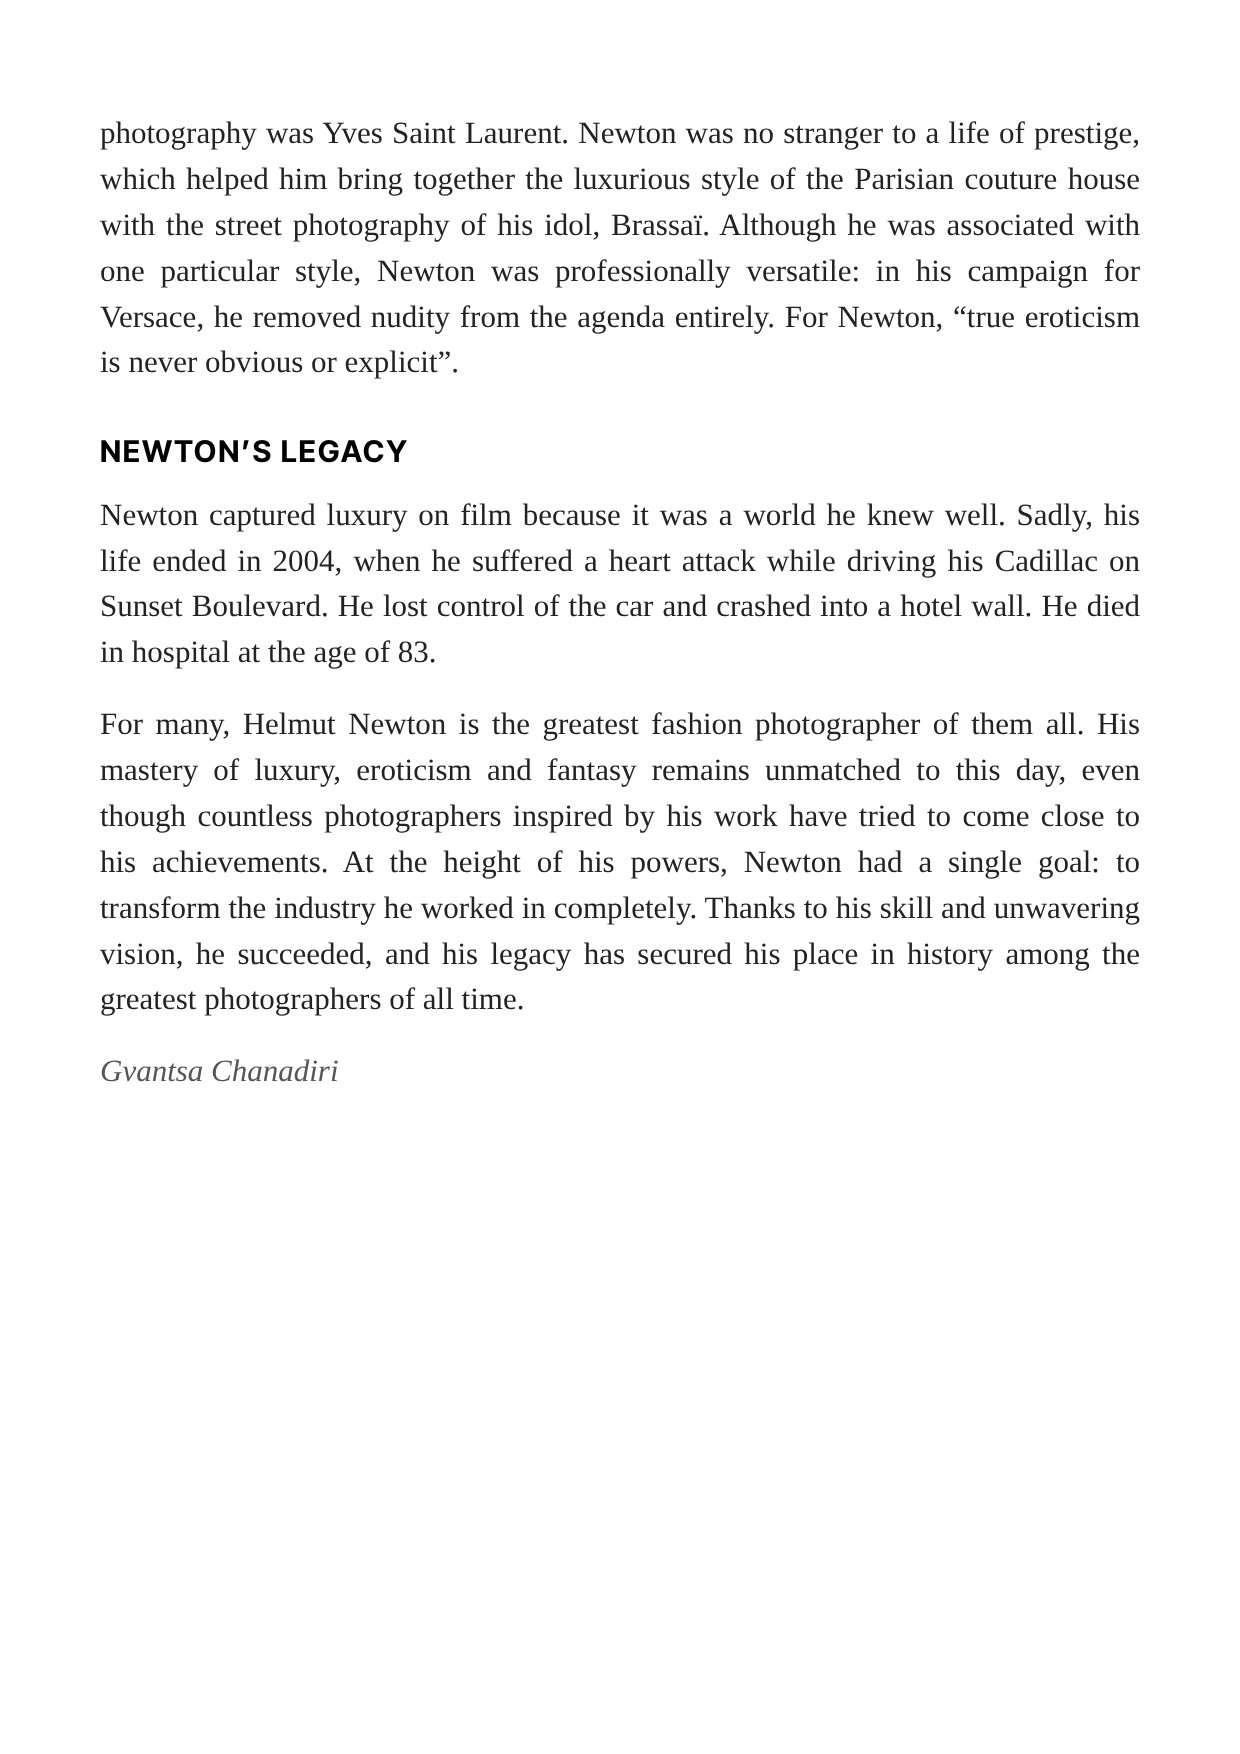 photography was Yves Saint Laurent. Newton was no stranger to a life of prestige,
which helped him bring together the luxurious style of the Parisian couture house
with the street photography of his idol, Brassaï. Although he was associated with
one particular style, Newton was professionally versatile: in his campaign for
Versace, he removed nudity from the agenda entirely. For Newton, “true eroticism
is never obvious or explicit”.
NEWTON’S LEGACY
Newton captured luxury on film because it was a world he knew well. Sadly, his
life ended in 2004, when he suffered a heart attack while driving his Cadillac on
Sunset Boulevard. He lost control of the car and crashed into a hotel wall. He died
in hospital at the age of 83.
For many, Helmut Newton is the greatest fashion photographer of them all. His
mastery of luxury, eroticism and fantasy remains unmatched to this day, even
though countless photographers inspired by his work have tried to come close to
his achievements. At the height of his powers, Newton had a single goal: to
transform the industry he worked in completely. Thanks to his skill and unwavering
vision, he succeeded, and his legacy has secured his place in history among the
greatest photographers of all time.
Gvantsa Chanadiri